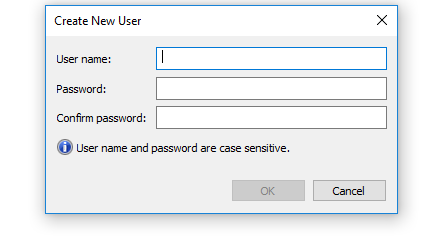 Create New User
User name:
Password:
Confirm password:
User name and password are case sensitive.
OK Cancel